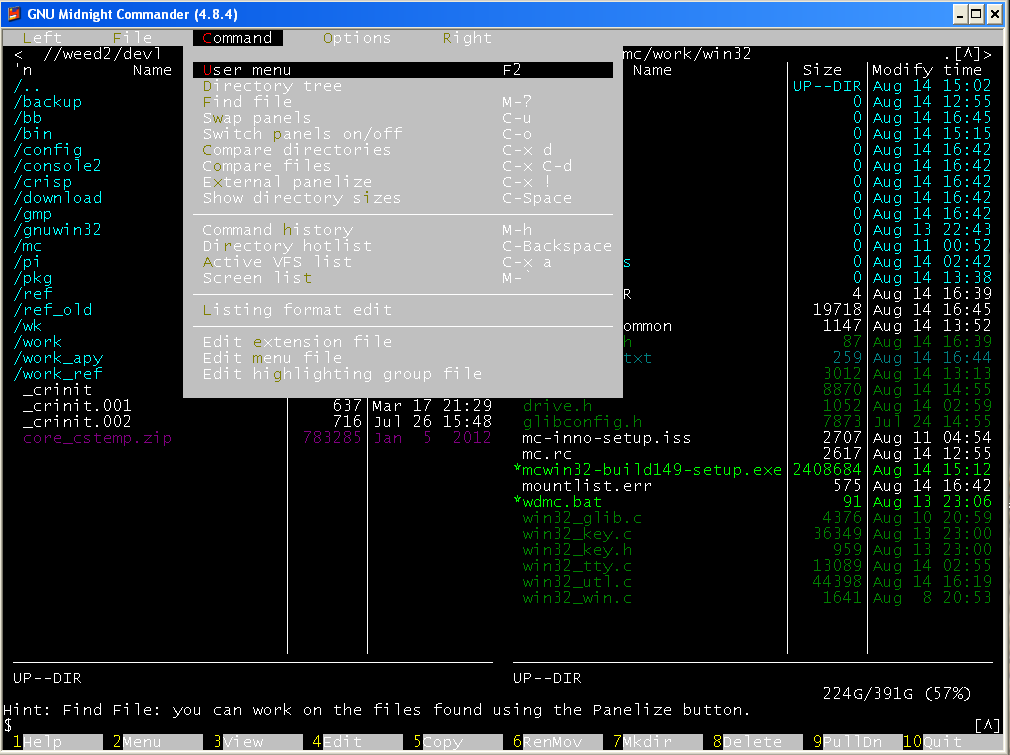 GNU Midnight Commander (4.8.4)
Left File Command Options Right
< //weed2/devl mc/work/win32 .[^]>
'n Name Name Size Modify time
/.. UP--DIR Aug 14 15:02
/backup 0 Aug 14 12:55
/bb 0 Aug 14 16:45
/bin 0 Aug 14 15:15
/config 0 Aug 14 16:42
/console2 0 Aug 14 16:42
/crisp 0 Aug 14 16:42
/download 0 Aug 14 16:42
/gmp 0 Aug 14 16:42
/gnuwin32 0 Aug 13 22:43
/mc 0 Aug 11 00:52
/pi s 0 Aug 14 02:42
/pkg 0 Aug 14 13:38
/ref R 4 Aug 14 16:39
/ref_old 19718 Aug 14 16:45
/wk ommon 1147 Aug 14 13:52
/work h 87 Aug 14 16:39
/work_apy txt 259 Aug 14 16:44
/work_ref 3012 Aug 14 13:13
_crinit 8870 Aug 14 14:55
_crinit.001 637 Mar 17 21:29 drive.h 1052 Aug 14 02:59
_crinit.002 716 Jul 26 15:48 glibconfig.h 7873 Jul 24 14:55
core_cstemp.zip 783285 Jan 5 2012 mc-inno-setup.iss 2707 Aug 11 04:54
mc.rc 2617 Aug 14 12:55
*mcwin32-build149-setup.exe 2408684 Aug 14 15:12
mountlist.err 575 Aug 14 16:42
*wdmc.bat 91 Aug 13 23:06
win32_glib.c 4376 Aug 10 20:59
win32_key.c 36349 Aug 13 23:00
win32_key.h 959 Aug 13 23:00
win32_tty.c 13089 Aug 14 02:55
win32_utl.c 44398 Aug 14 16:19
win32_win.c 1641 Aug 8 20:53
User menu F2
Directory tree
Find file M-?
Swap panels C-u
Switch panels on/off C-o
Compare directories C-x d
Compare files C-x C-d
External panelize C-x !
Show directory sizes C-Space
Command history M-h
Directory hotlist C-Backspace
Active VFS list C-x a
Screen list M-`
Listing format edit
Edit extension file
Edit menu file
Edit highlighting group file
UP--DIR UP--DIR
224G/391G (57%)
Hint: Find File: you can work on the files found using the Panelize button.
$ [^]
1Help 2Menu 3View 4Edit 5Copy 6RenMov 7Mkdir 8Delete 9PullDn 10Quit